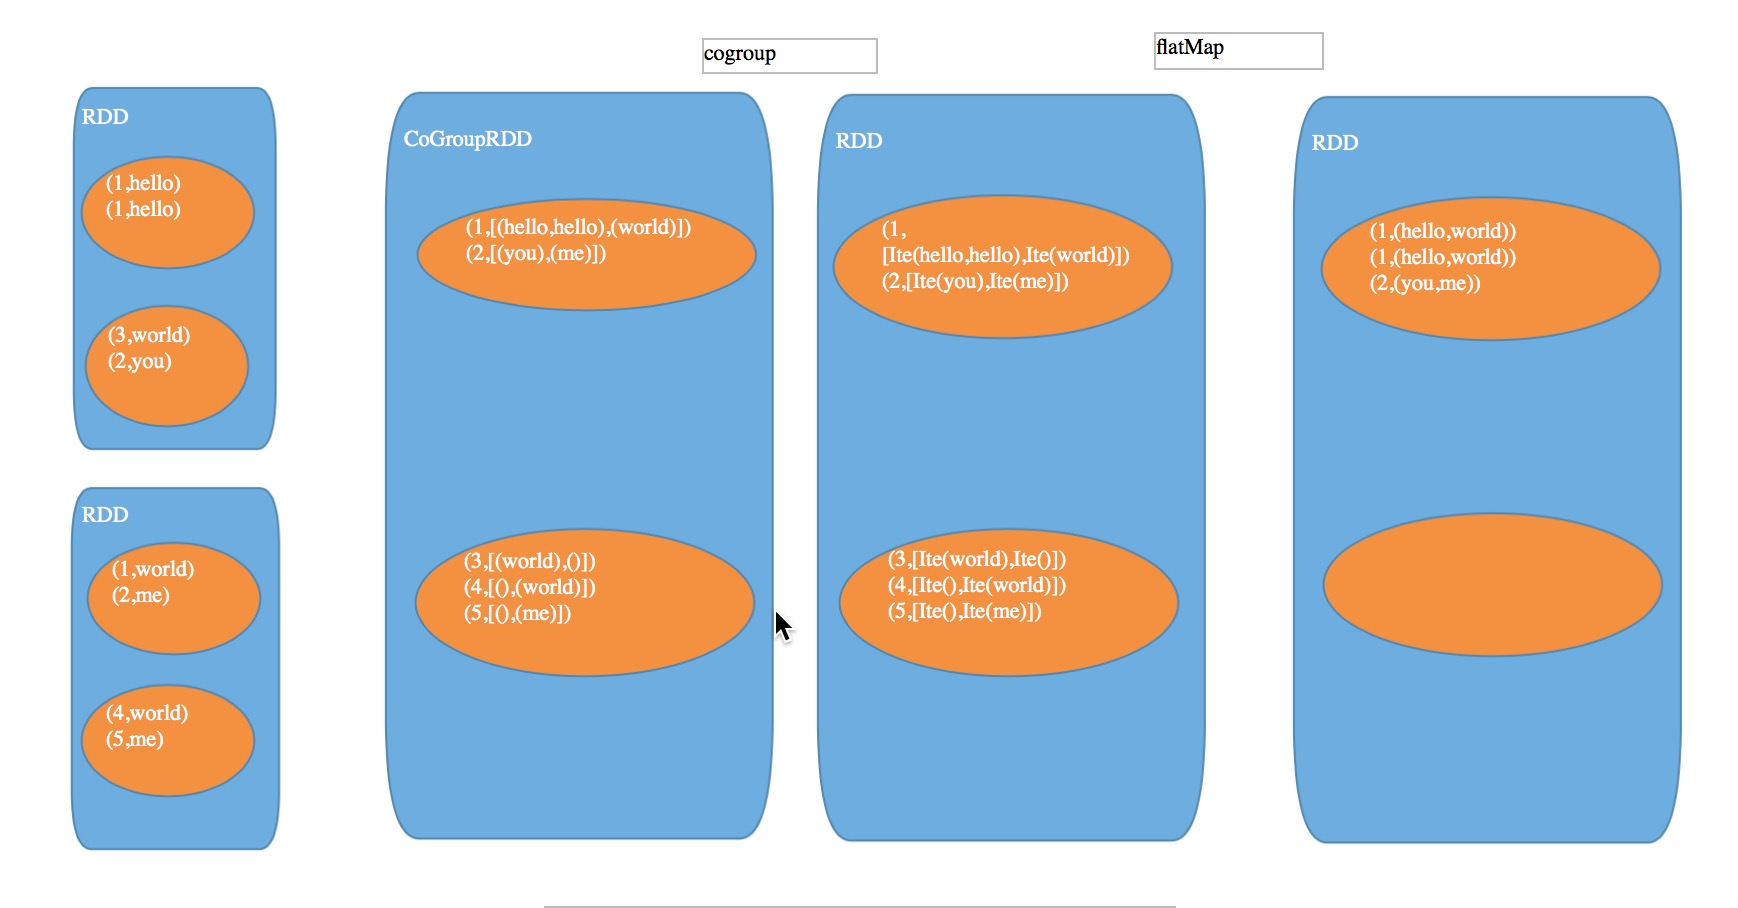 cogroup
flatMap
RDD
(1,hello)
(1,hello)
(3,world)
(2,you)
RDD
(1,world)
(2,me)
(4,world)
(5,me)
CoGroupRDD
(1,[(hello,hello),(world)])
(2,[(you),(me)])
(3,[(world),()])
(4,[(),(world)])
(5,[(),(me)])
RDD
(1,
[Ite(hello,hello),Ite(world)])
(2,[Ite(you),Ite(me)])
(3,[Ite(world),Ite()])
(4,[Ite(),Ite(world)])
(5,[Ite(),Ite(me)])
RDD
(1,(hello,world))
(1,(hello,world))
(2,(you,me))